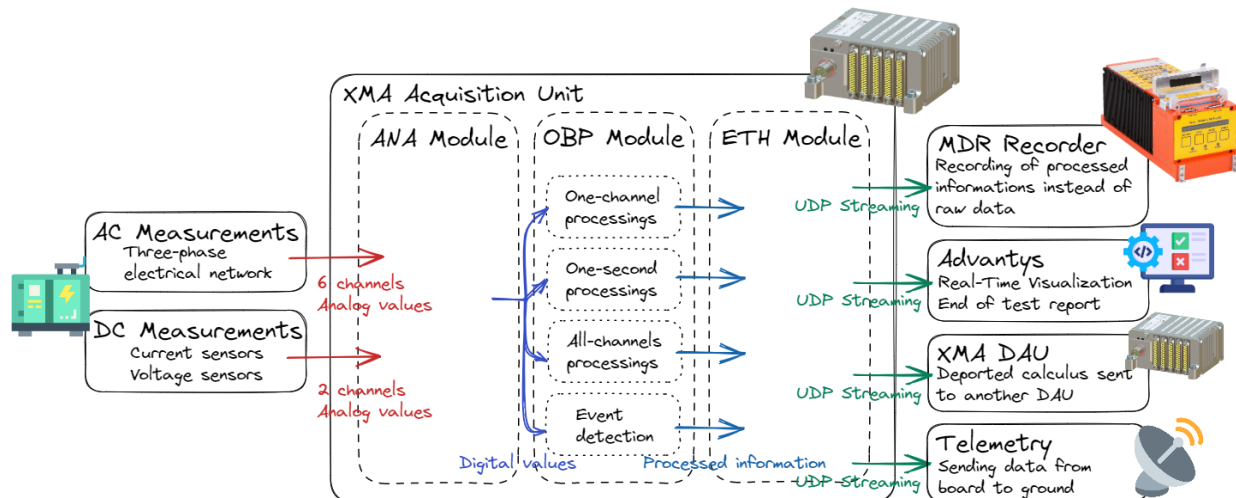 XMA Acquisition Unit
ANA Module
OBP Module
ETH Module
AC Measurements
Three-phase
electrical network
DC Measurements
Current sensors
Voltage sensors
6 channels
Analog values
2 channels
Analog values
One-channel
processings
One-second
processings
All-channels
processings
Event
detection
Digital values
Processed information
UDP Streaming
UDP Streaming
UDP Streaming
UDP Streaming
MDR Recorder
Recording of processed
informations instead of
raw data
Advantys
Real-Time Visualization
End of test report
XMA DAU
Deported calculus sent
to another DAU
Telemetry
Sending data from
board to ground